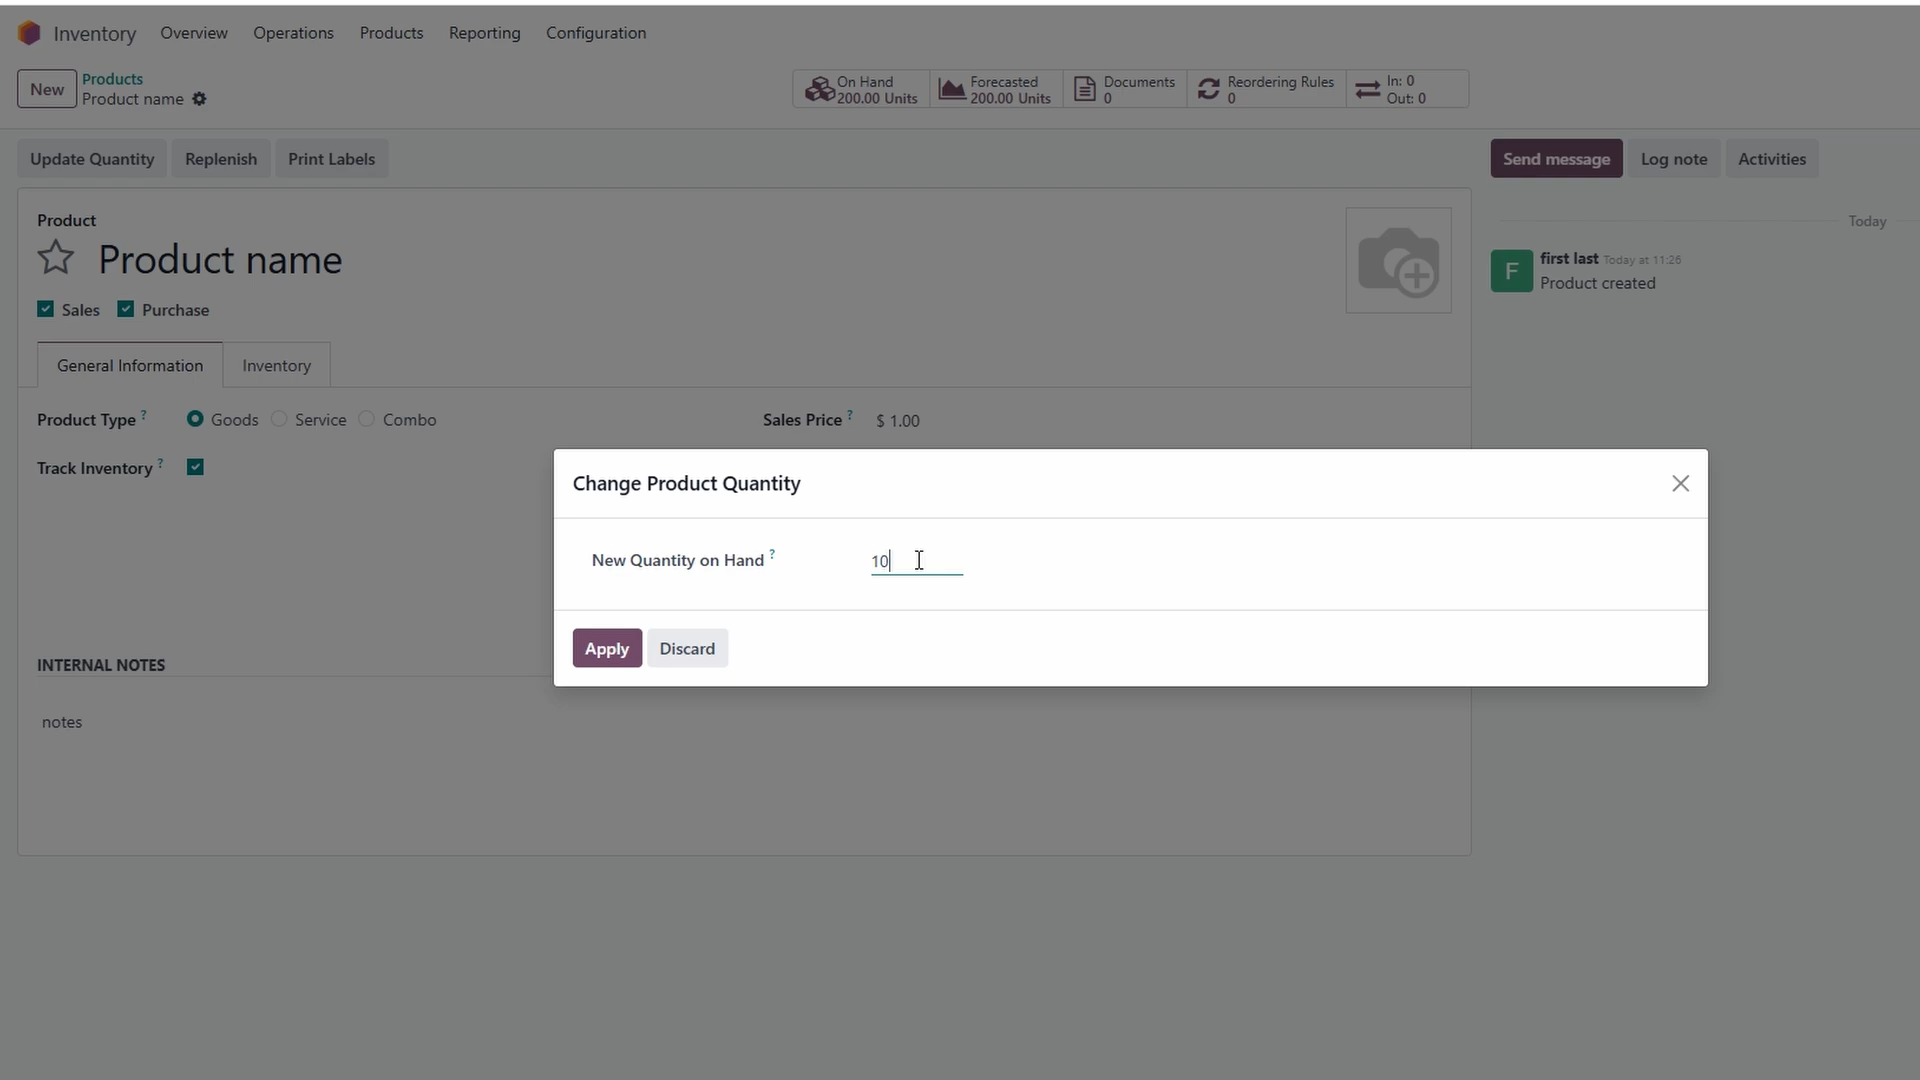 Inventory Overview Operations Products Reporting Configuration
New
Products
Product name
On Hand
200.00 Units
Forecasted
200.00 Units
Documents
0
Reordering Rules
0
In: 0
Out: 0
Update Quantity Replenish Print Labels
Send message Log note Activities
Product
Product name
Today
F
first last Today at 11:26
Product created
Sales Purchase
General Information Inventory
Product Type ? Goods Service Combo
Sales Price ? $ 1.00
Track Inventory ?
Change Product Quantity
New Quantity on Hand ? 10
Apply Discard
INTERNAL NOTES
notes